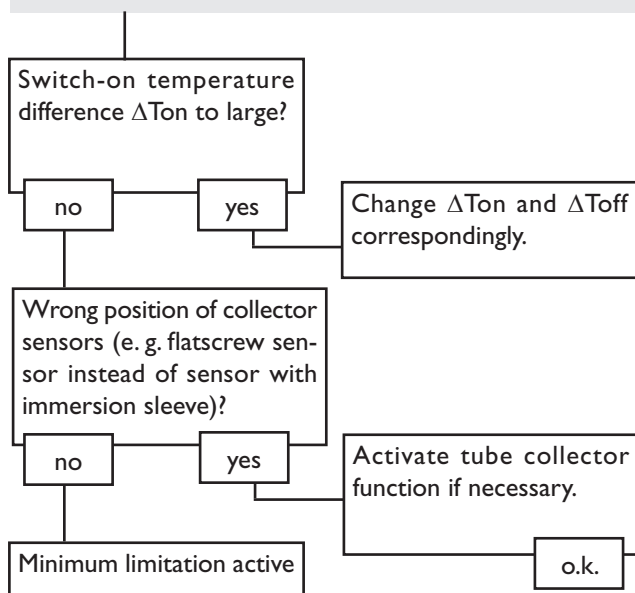 Switch-on temperature
difference ΔTon to large?
no
yes
Change ΔTon and ΔToff
correspondingly.
Wrong position of collector
sensors (e. g. flatscrew sen-
sor instead of sensor with
immersion sleeve)?
no
yes
Activate tube collector
function if necessary.
o.k.
Minimum limitation active